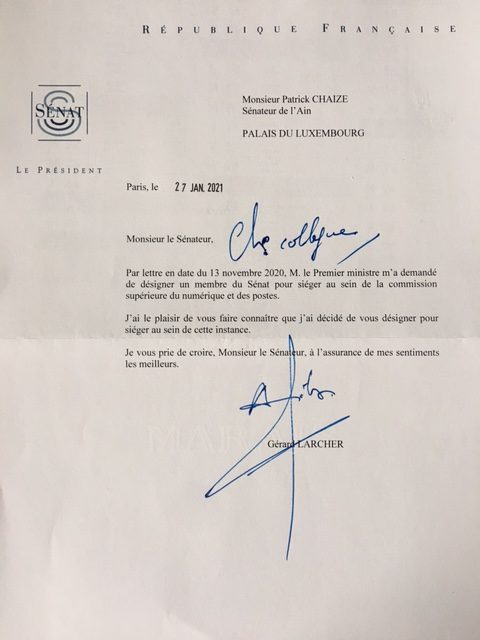 RÉPUBLIQUE FRANÇAISE
SÉNAT
LE PRÉSIDENT
Monsieur Patrick CHAIZE
Sénateur de l'Ain
PALAIS DU LUXEMBOURG
Paris, le 27 JAN. 2021
Monsieur le Sénateur, Cher collègue
Par lettre en date du 13 novembre 2020, M. le Premier ministre m'a demandé
de désigner un membre du Sénat pour siéger au sein de la commission
supérieure du numérique et des postes.
J'ai le plaisir de vous faire connaître que j'ai décidé de vous désigner pour
siéger au sein de cette instance.
Je vous prie de croire, Monsieur le Sénateur, à l'assurance de mes sentiments
les meilleurs.
Gérard LARCHER